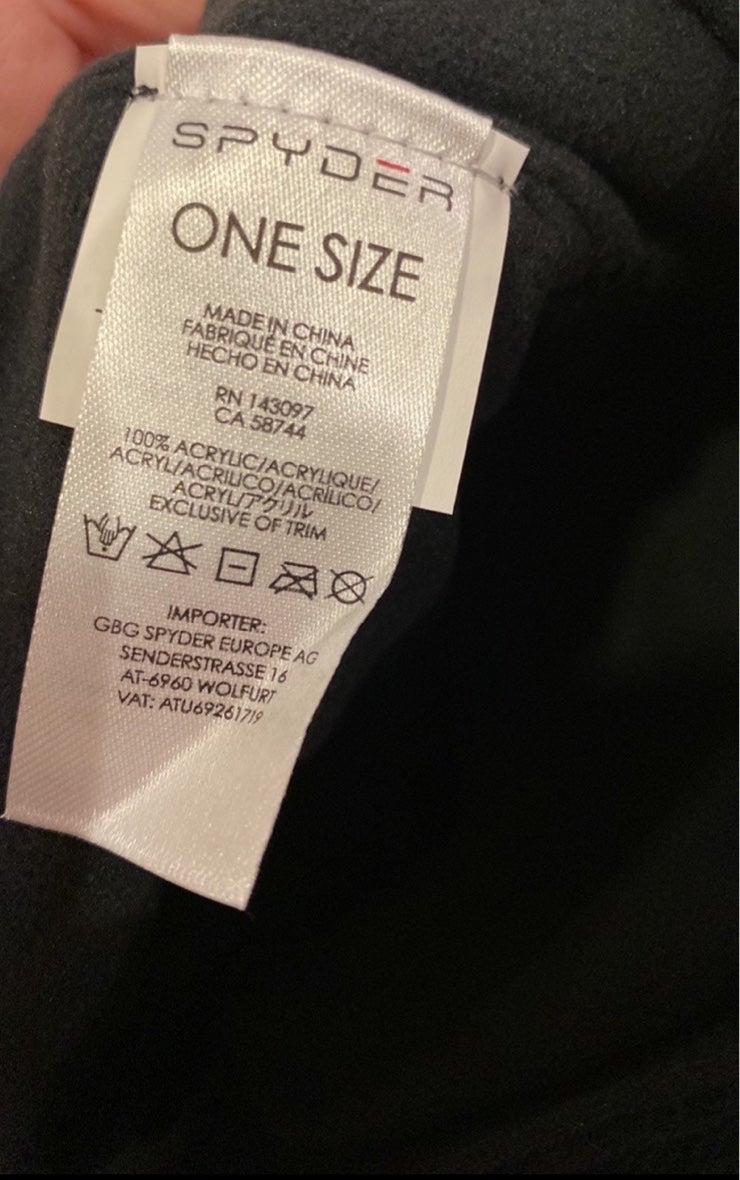 SPYDER
ONE SIZE
MADE IN CHINA
FABRIQUÉ EN CHINE
HECHO EN CHINA
RN 143097
CA 58744
100% ACRYLIC/ACRYLIQUE/
ACRYL/ACRILICO/ACRÍLICO/
ACRYL/アクリル
EXCLUSIVE OF TRIM
IMPORTER:
GBG SPYDER EUROPE AG
SENDERSTRASSE 16
AT-6960 WOLFURT
VAT: ATU69261719